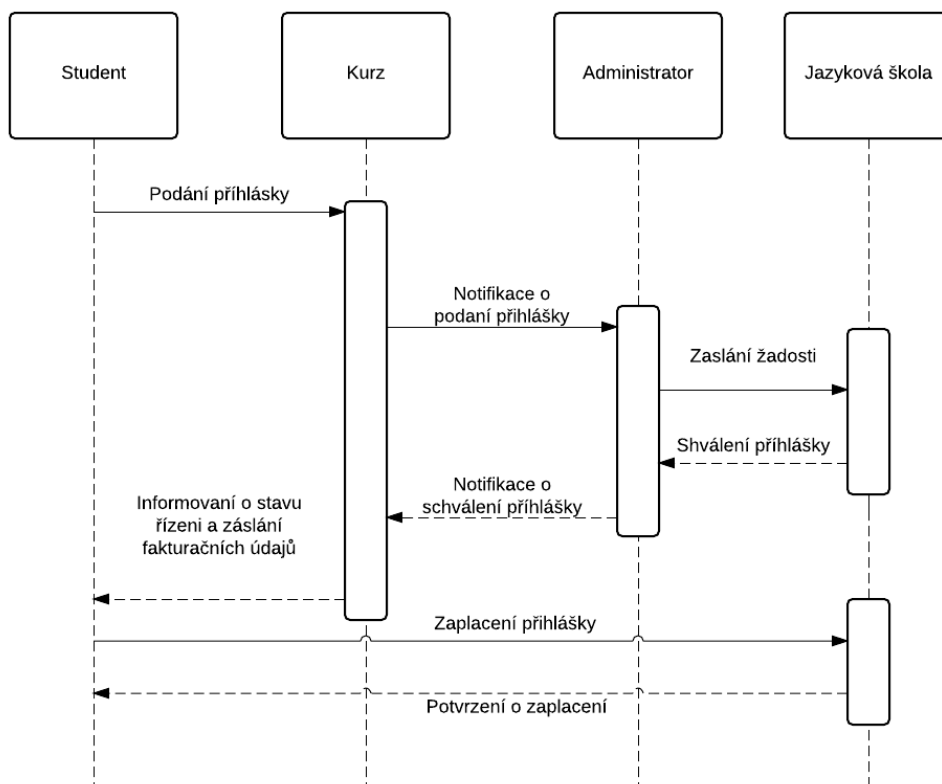 Student
Kurz
Administrator
Jazyková škola
Podání příhlásky
Notifikace o
podaní přihlášky
Zaslání žadosti
Shválení příhlášky
Notifikace o
schválení příhlášky
Informovaní o stavu
řízeni a záslání
fakturačních údajů
Zaplacení přihlášky
Potvrzení o zaplacení